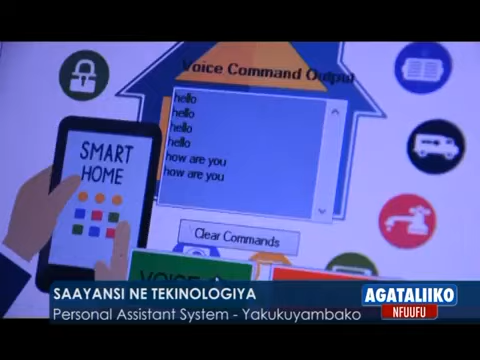 Voice Command Output
hello
hello
hello
hello
how are you
how are you
SMART
HOME
Clear Commands
VOICE
SAAYANSI NE TEKINOLOGIYA
Personal Assistant System - Yakukuyambako
AGATALIIKO
NFUUFU